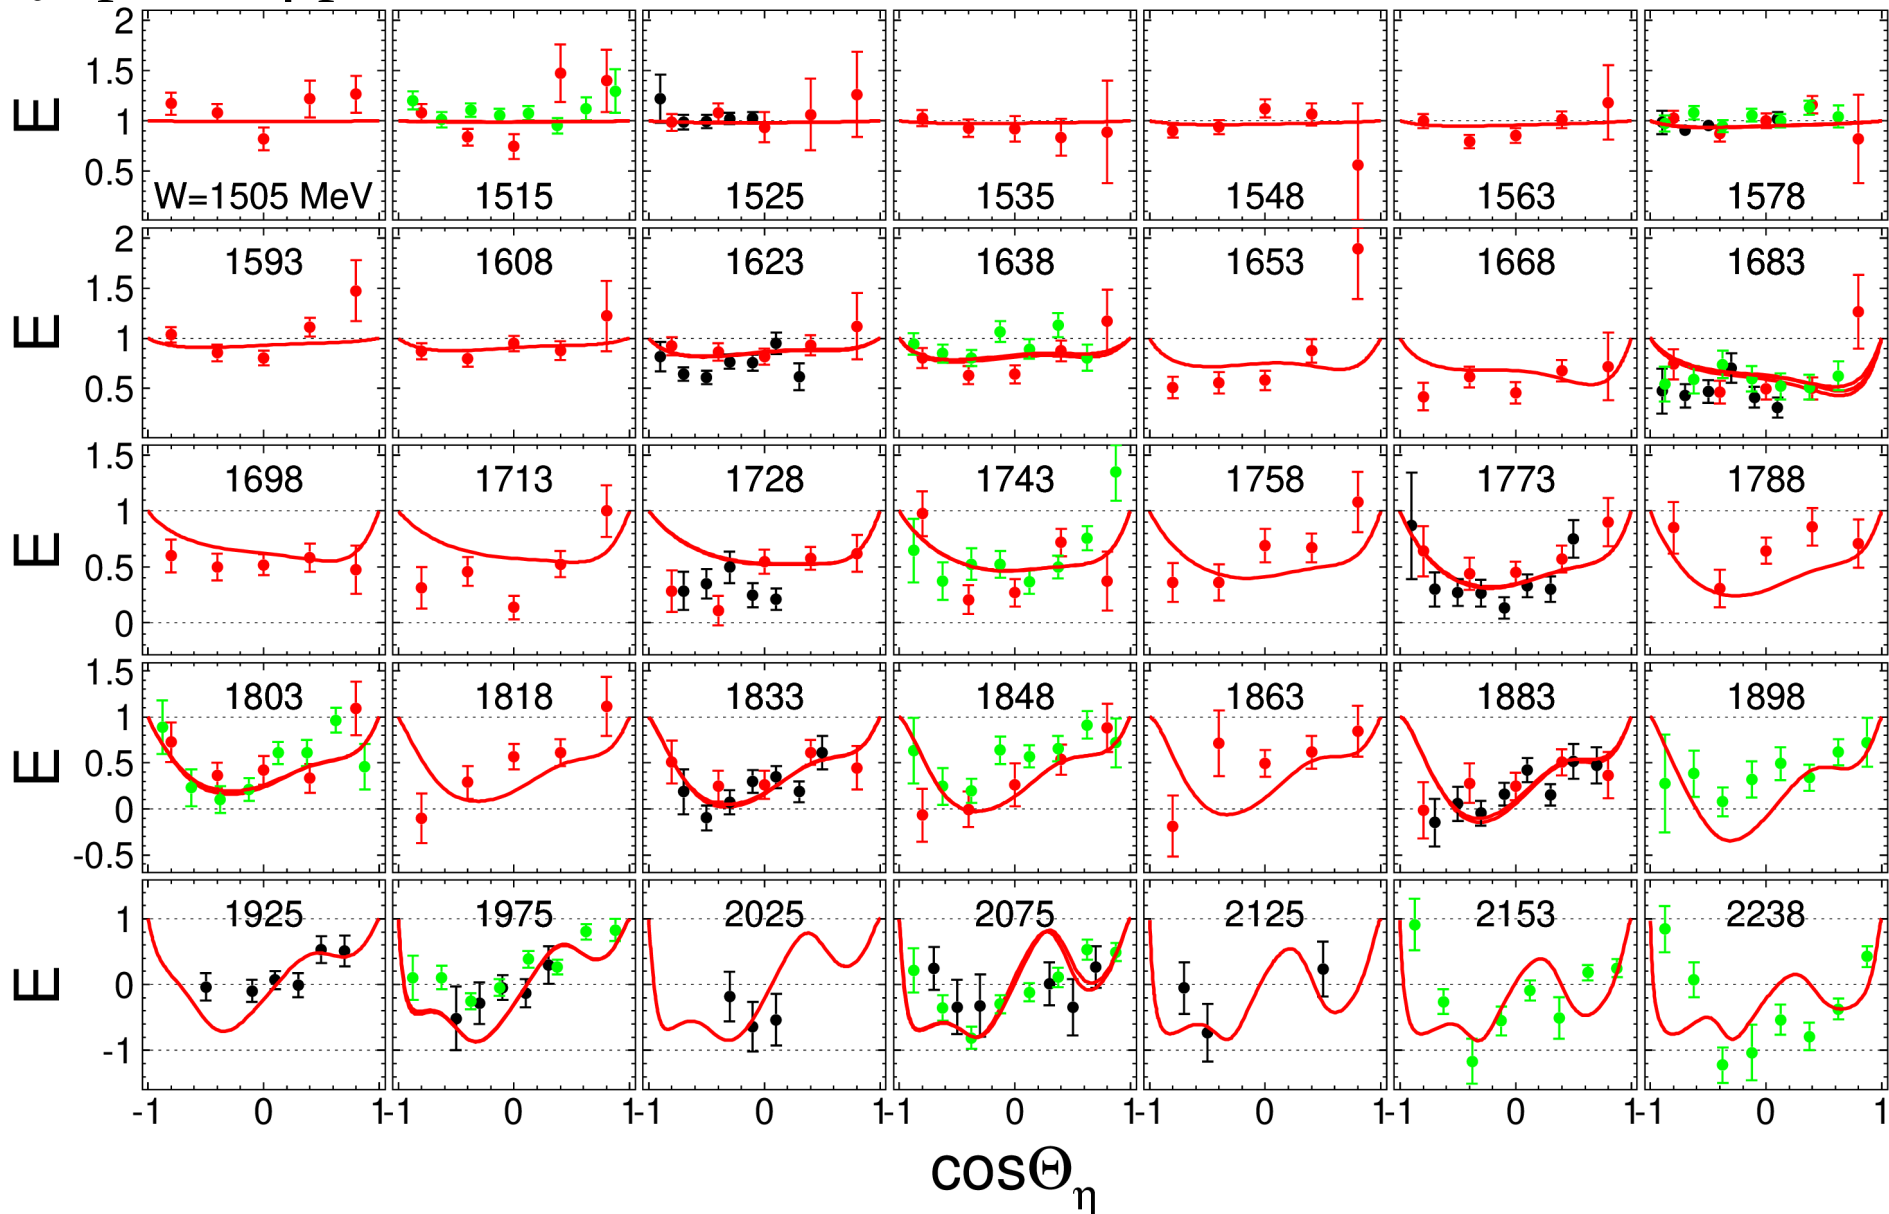 2 1.5 1 0.5 E W=1505 MeV 1515 1525 1535 1548 1563 1578
2 1.5 1 0.5 E 1593 1608 1623 1638 1653 1668 1683
1.5 1 0.5 0 E 1698 1713 1728 1743 1758 1773 1788
1.5 1 0.5 0 -0.5 E 1803 1818 1833 1848 1863 1883 1898
1 0 -1 E 1925 1975 2025 2075 2125 2153 2238
-1 0 1 -1 0 1 -1 0 1 -1 0 1 -1 0 1 -1 0 1 -1 0 1
cosΘη